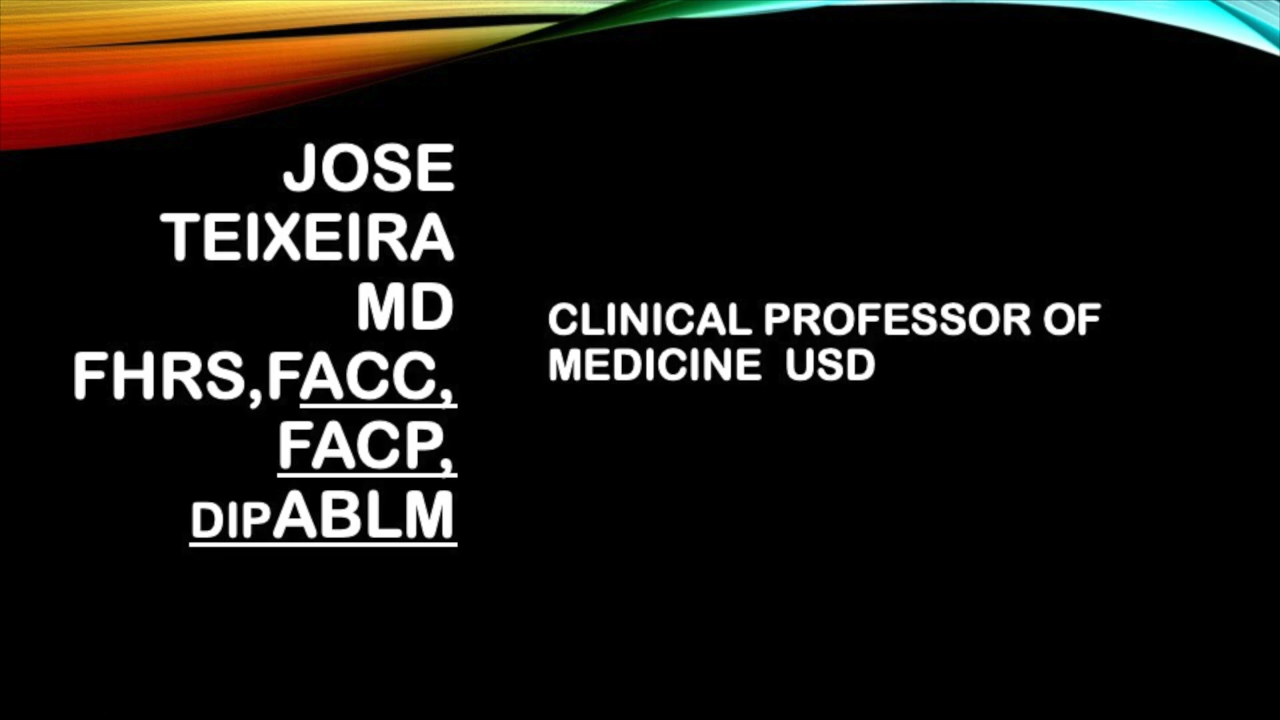 JOSE
TEIXEIRA
MD
FHRS,FACC,
FACP,
DIPABLM
CLINICAL PROFESSOR OF
MEDICINE  USD